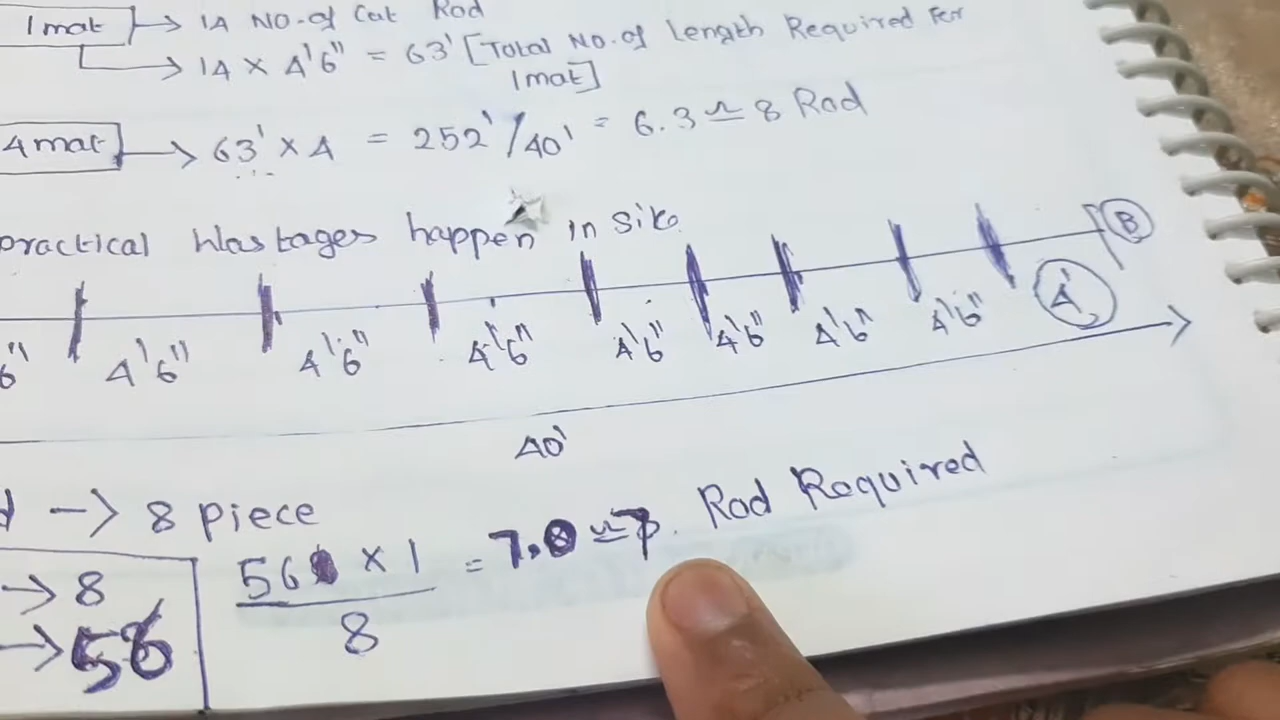 1mat → 14 NO.of Cut Rod
→ 14 × 4'6" = 63' [Total No.of length Required For
1mat]
4mat → 63' × 4 = 252'/40' = 6.3 ≃ 8 Rod
practical Wastages happen in site
6" 4'6" 4'6" 4'6" 4'6" 4'6" 4'6" 4'6" 4' B
40'
d → 8 piece
→ 8
→ 56
56 × 1 = 7.0 ≃ 7. Rod Required
8